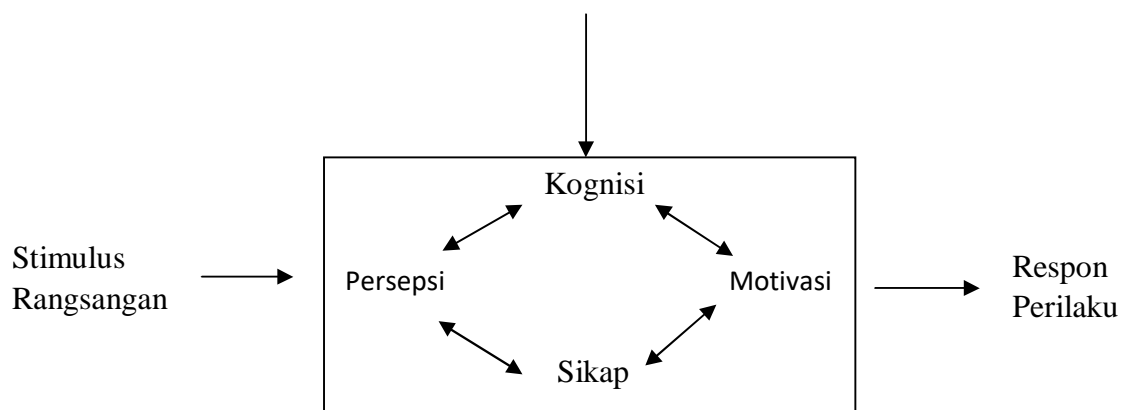 Kognisi
Stimulus
Rangsangan
Persepsi
Motivasi
Respon
Perilaku
Sikap